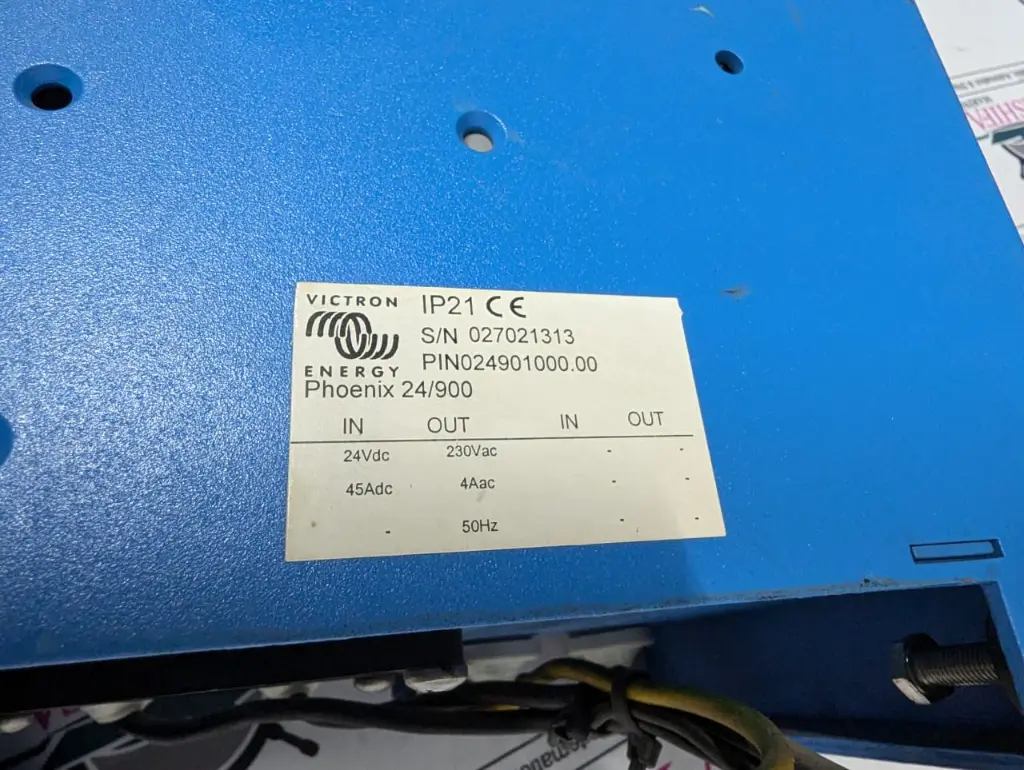 VICTRON
ENERGY
IP21 CE
S/N 027021313
PIN024901000.00
Phoenix 24/900
IN OUT IN OUT
24Vdc 230Vac - -
45Adc 4Aac - -
- 50Hz - -